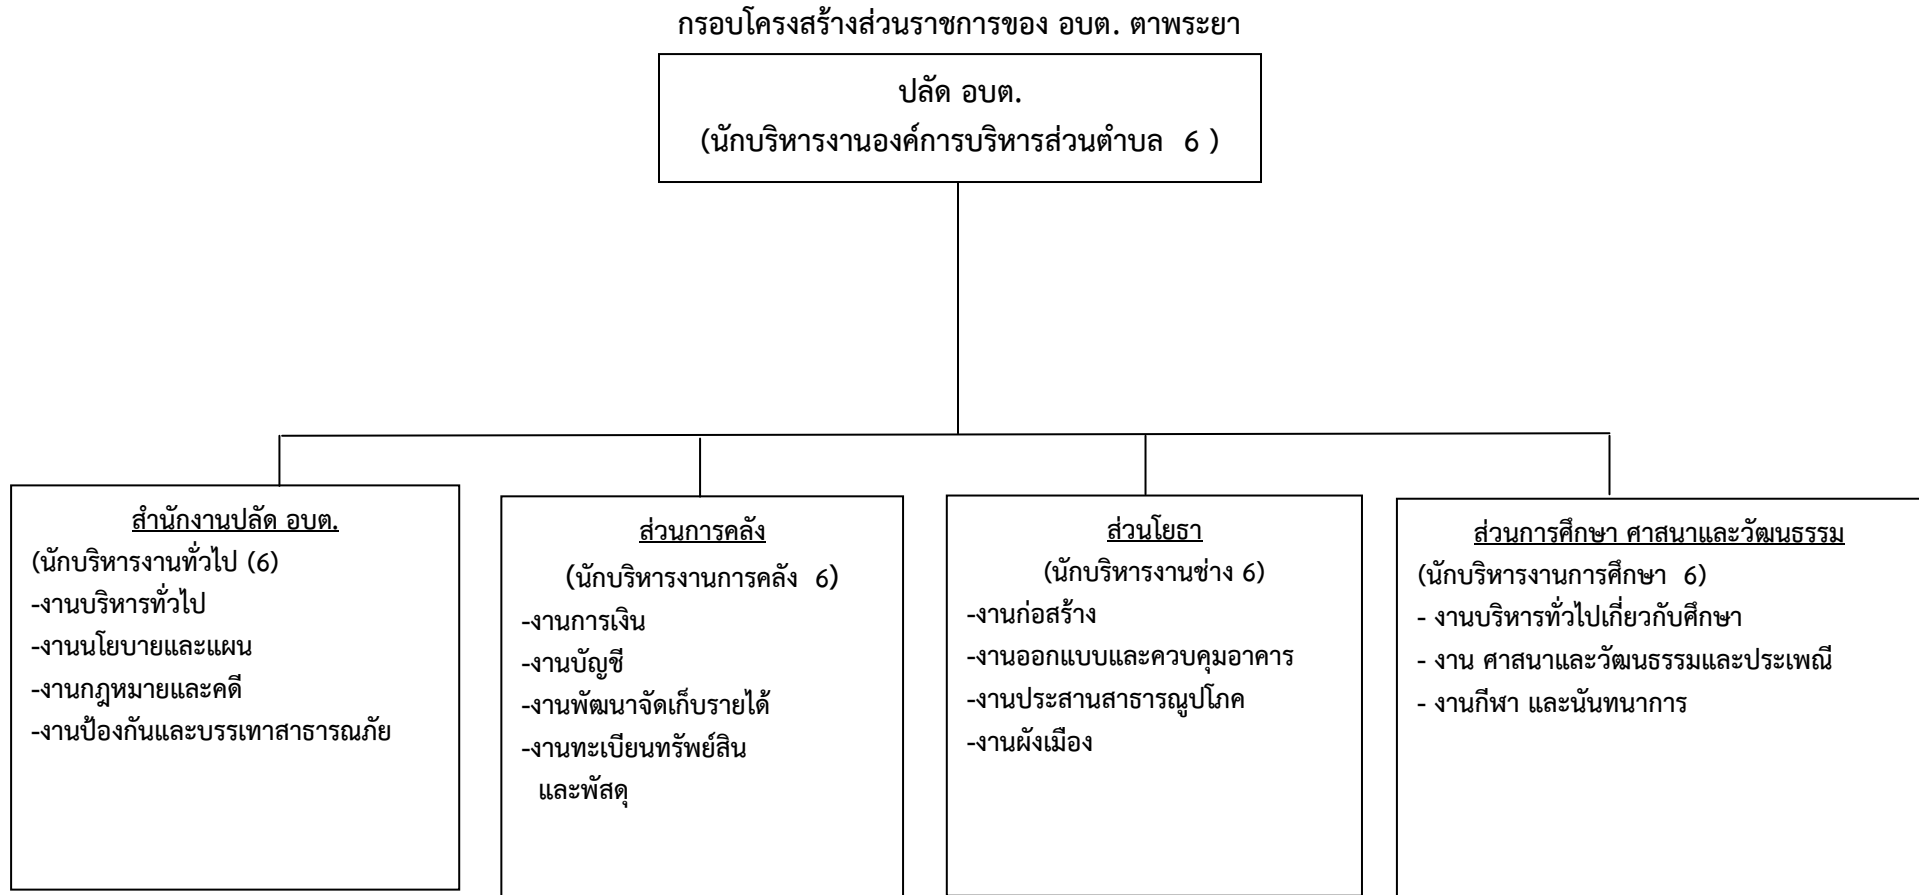 กรอบโครงสร้างส่วนราชการของ อบต. ตาพระยา
ปลัด อบต.
(นักบริหารงานองค์การบริหารส่วนตำบล 6 )
สำนักงานปลัด อบต.
(นักบริหารงานทั่วไป (6)
-งานบริหารทั่วไป
-งานนโยบายและแผน
-งานกฎหมายและคดี
-งานป้องกันและบรรเทาสาธารณภัย
ส่วนการคลัง
(นักบริหารงานการคลัง 6)
-งานการเงิน
-งานบัญชี
-งานพัฒนาจัดเก็บรายได้
-งานทะเบียนทรัพย์สิน
และพัสดุ
ส่วนโยธา
(นักบริหารงานช่าง 6)
-งานก่อสร้าง
-งานออกแบบและควบคุมอาคาร
-งานประสานสาธารณูปโภค
-งานผังเมือง
ส่วนการศึกษา ศาสนาและวัฒนธรรม
(นักบริหารงานการศึกษา 6)
- งานบริหารทั่วไปเกี่ยวกับศึกษา
- งาน ศาสนาและวัฒนธรรมและประเพณี
- งานกีฬา และนันทนาการ